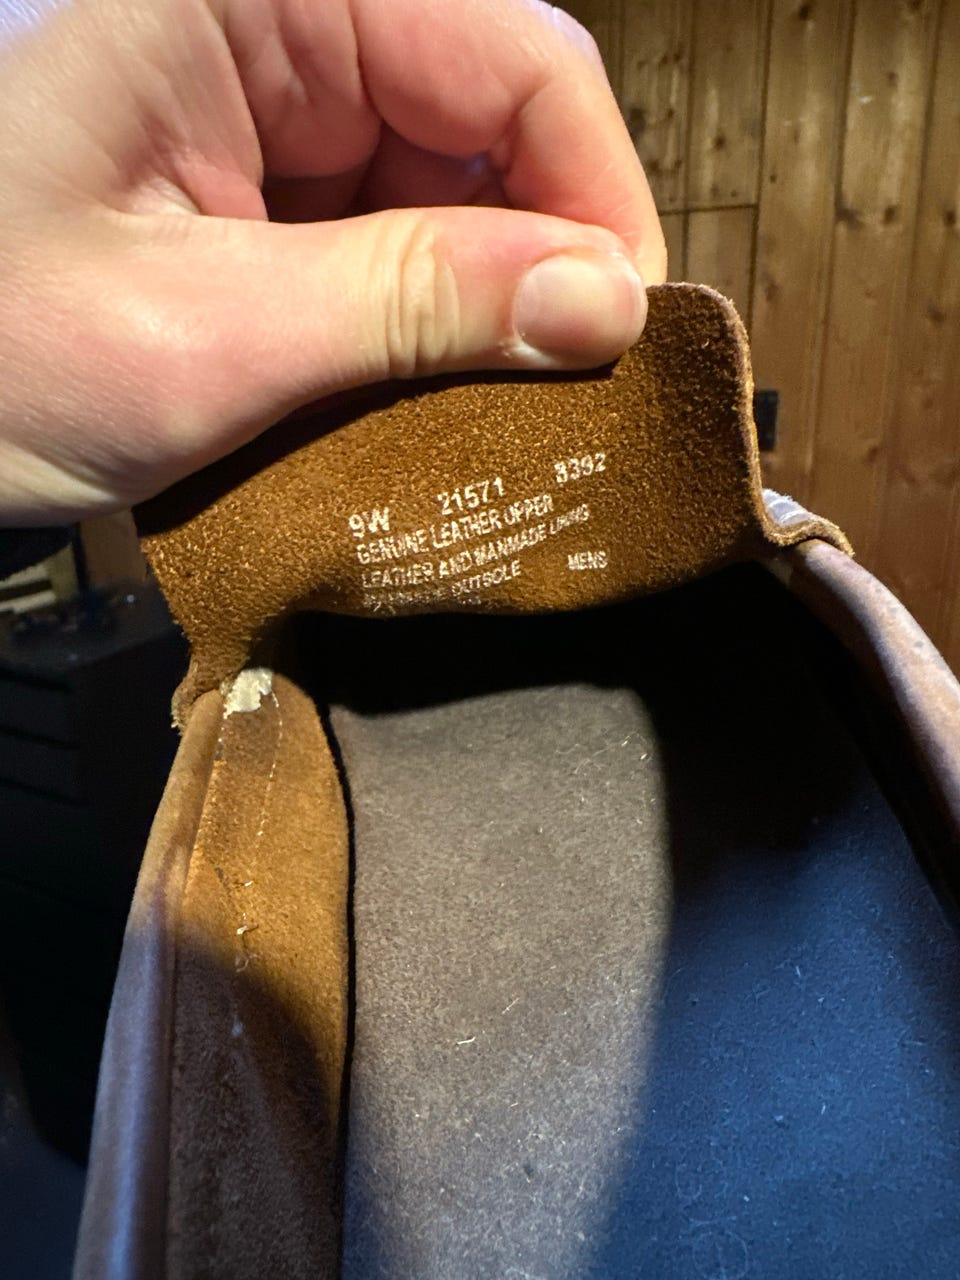 9W 21571 8392
GENUINE LEATHER UPPER
LEATHER AND MANMADE LINING
OUTSOLE MENS